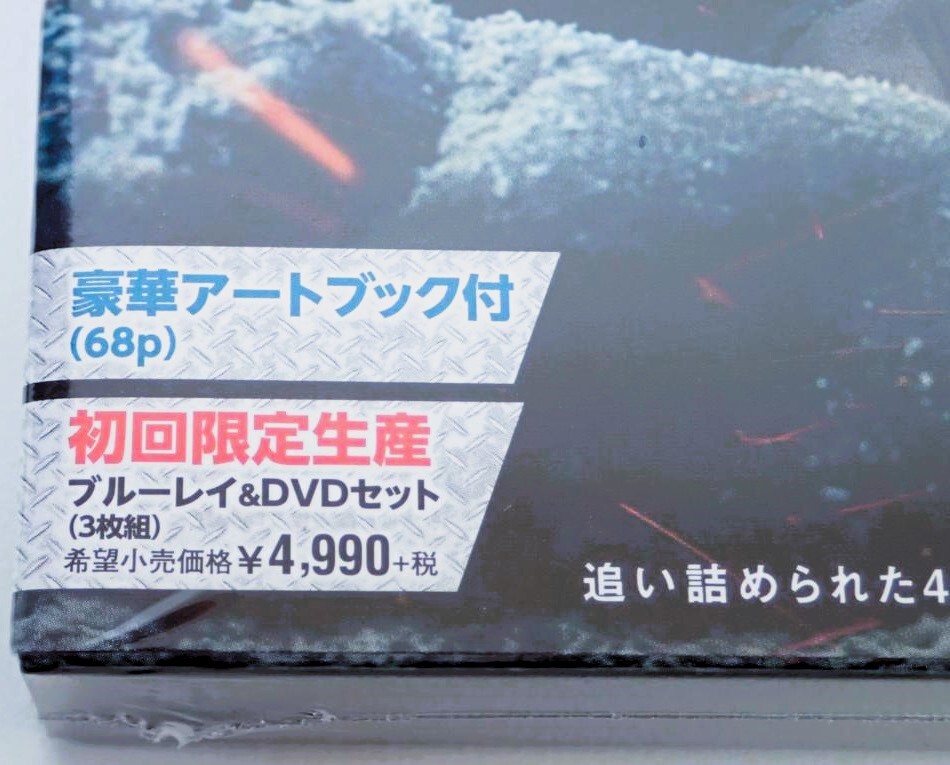 豪華アートブック付
(68p)
初回限定生産
ブルーレイ&DVDセット
(3枚組)
希望小売価格¥4,990+税
追い詰められた4